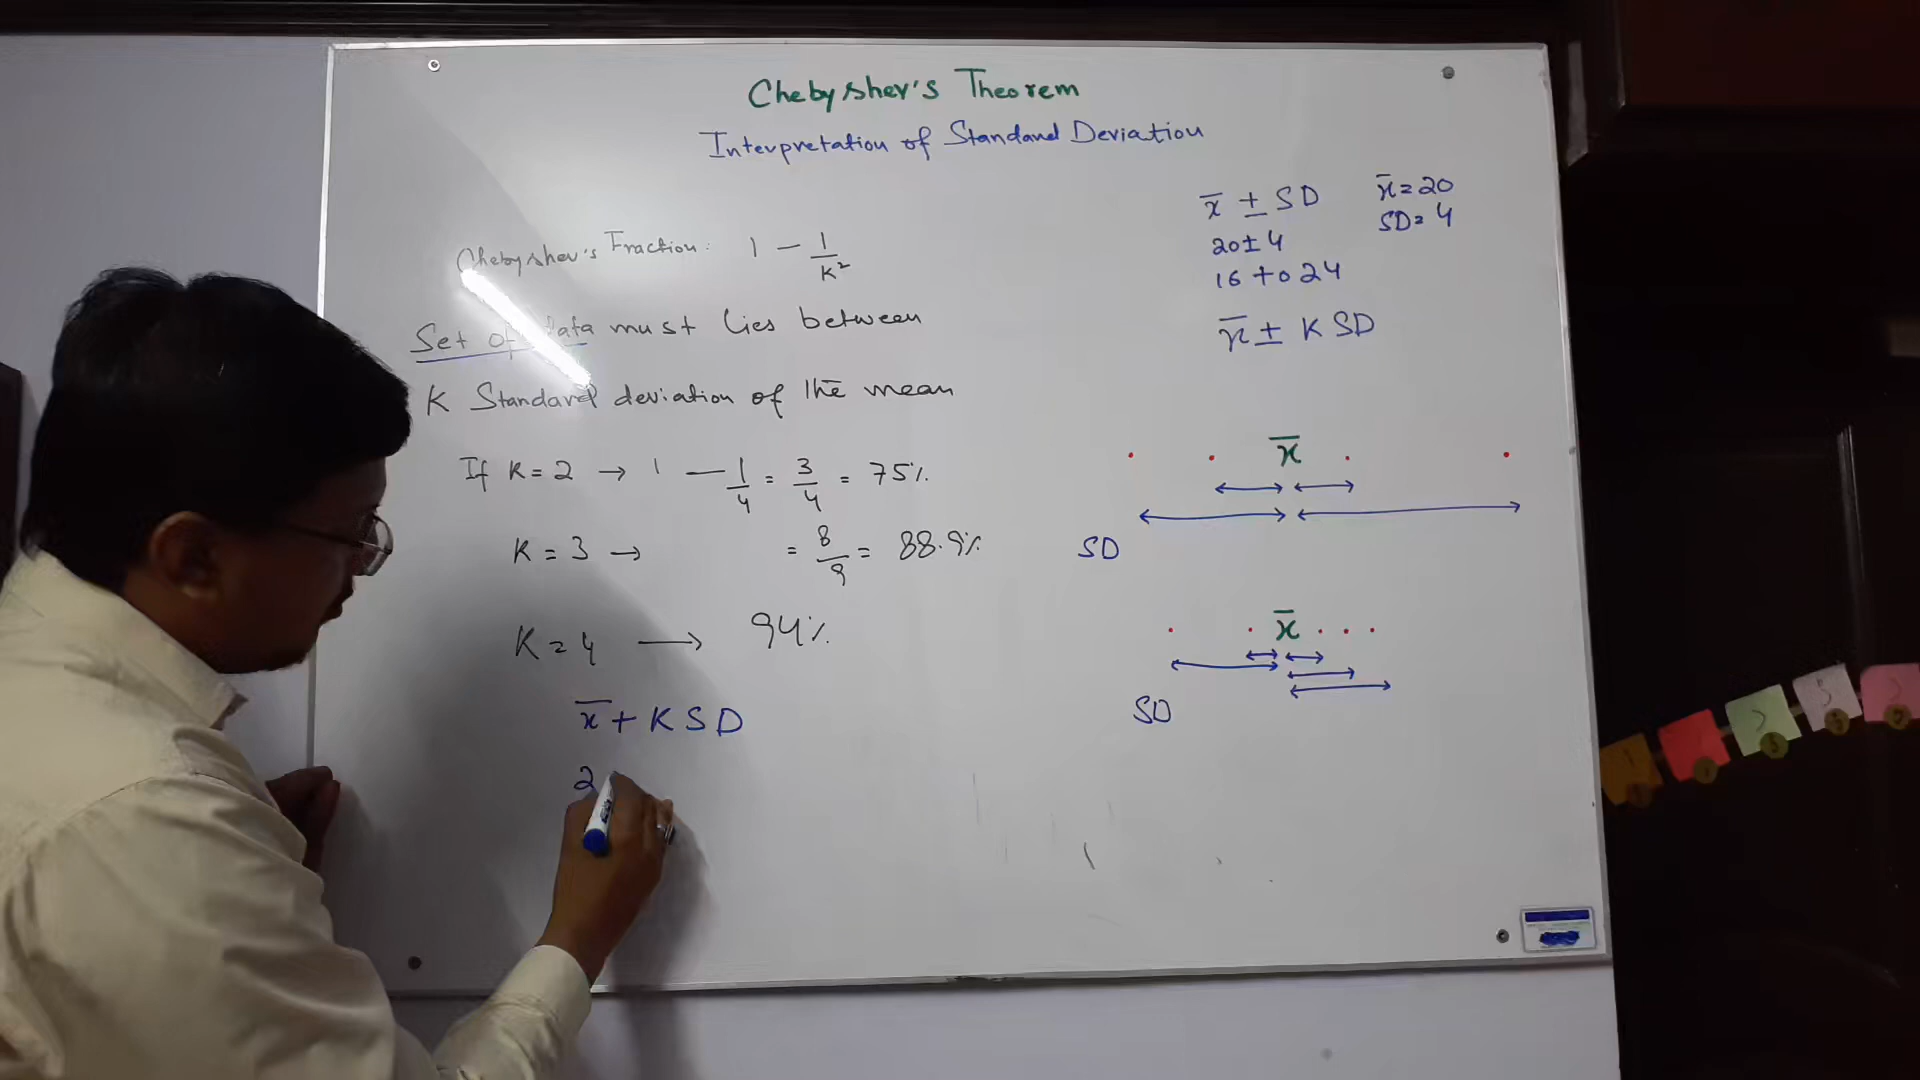 Chebyshev's Theorem
Interpretation of Standard Deviation
Chebyshev's Fraction: 1 — 1/K²
Set of data must lies between
K Standard deviation of the mean
If K = 2 → 1 — 1/4 = 3/4 = 75%
K = 3 → = 8/9 = 88.9%
K = 4 → 94%
x̄ + K S D
2
x̄ ± SD
20 ± 4
16 to 24
x̄ ± K SD
x̄ = 20
SD = 4
x̄
SD
x̄
SD